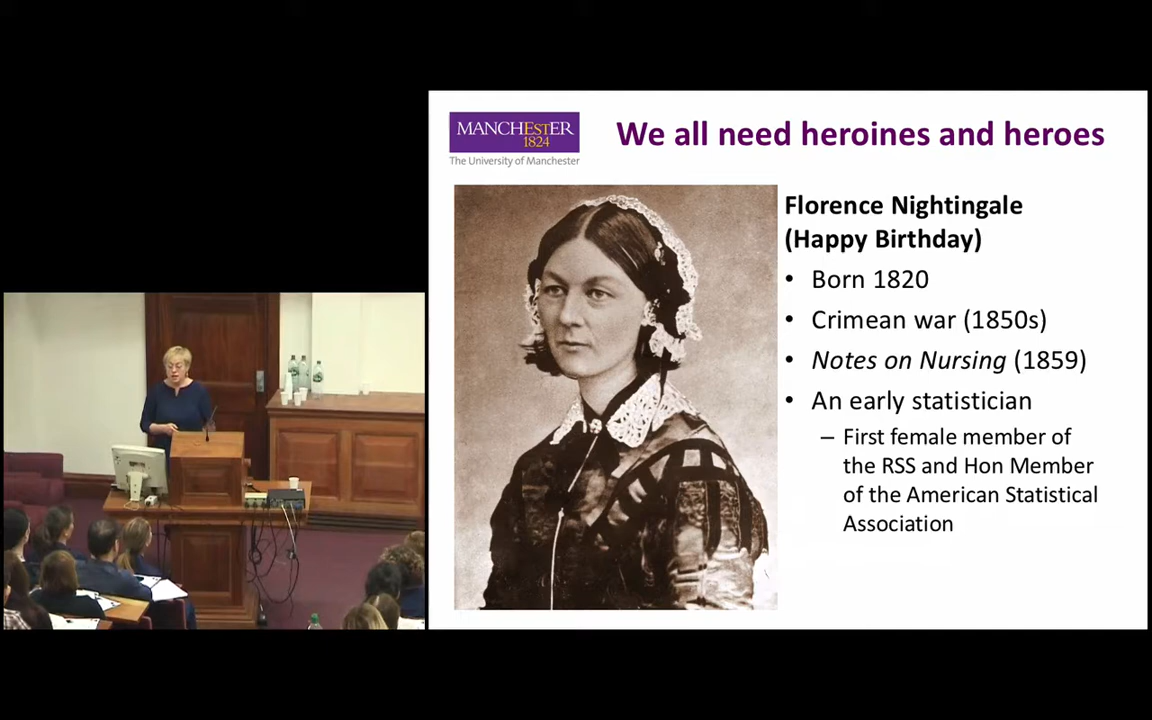 MANCHESTER
1824
The University of Manchester
We all need heroines and heroes
Florence Nightingale
(Happy Birthday)
• Born 1820
• Crimean war (1850s)
• Notes on Nursing (1859)
• An early statistician
– First female member of
the RSS and Hon Member
of the American Statistical
Association